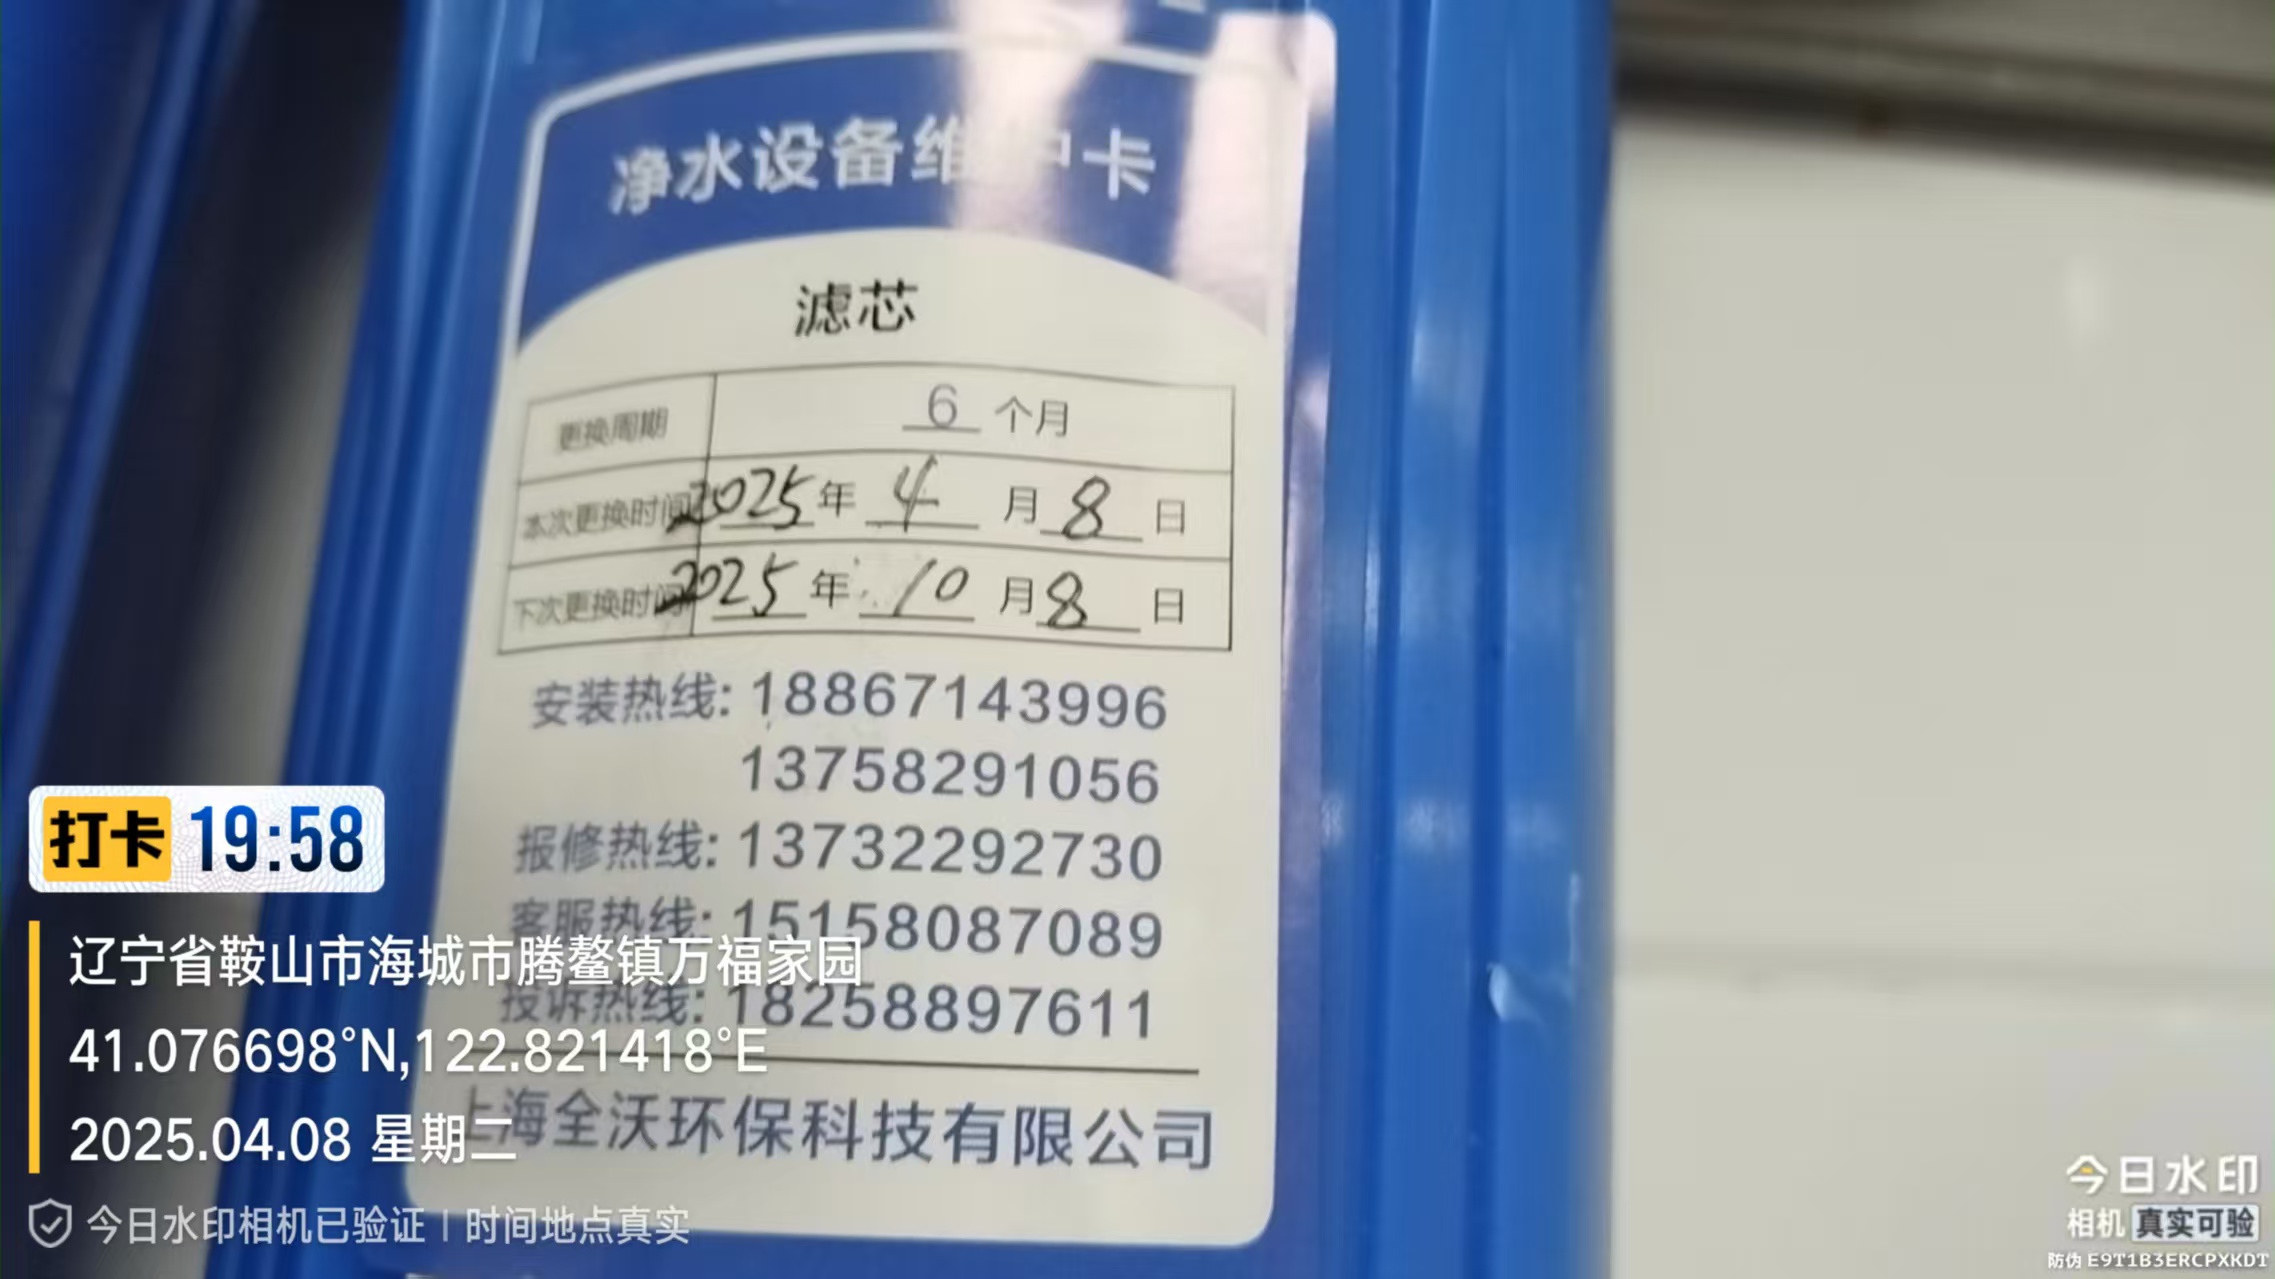 净水设备维护卡
滤芯
更换周期 6 个月
本次更换时间 2025 年 4 月 8 日
下次更换时间 2025 年 10 月 8 日
安装热线: 18867143996
13758291056
报修热线: 13732292730
客服热线: 15158087089
投诉热线: 18258897611
上海全沃环保科技有限公司
打卡 19:58
辽宁省鞍山市海城市腾鳌镇万福家园
41.076698°N,122.821418°E
2025.04.08 星期二
今日水印相机已验证 | 时间地点真实
今日水印
相机 真实可验
防伪 E9T1B3ERCPXKDT